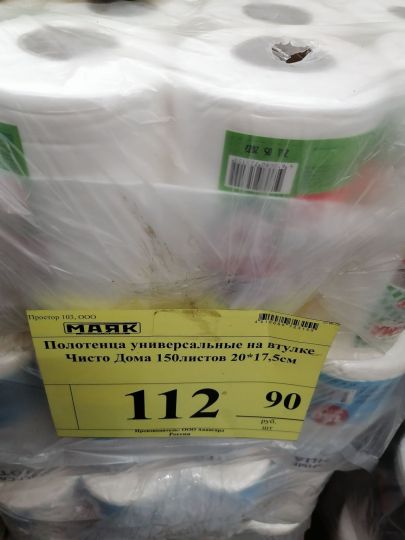 Простор 103, ООО
МАЯК
Полотенца универсальные на втулке
Чисто Дома 150листов 20*17,5см
112 90
руб.
шт
Производитель: ООО
Россия